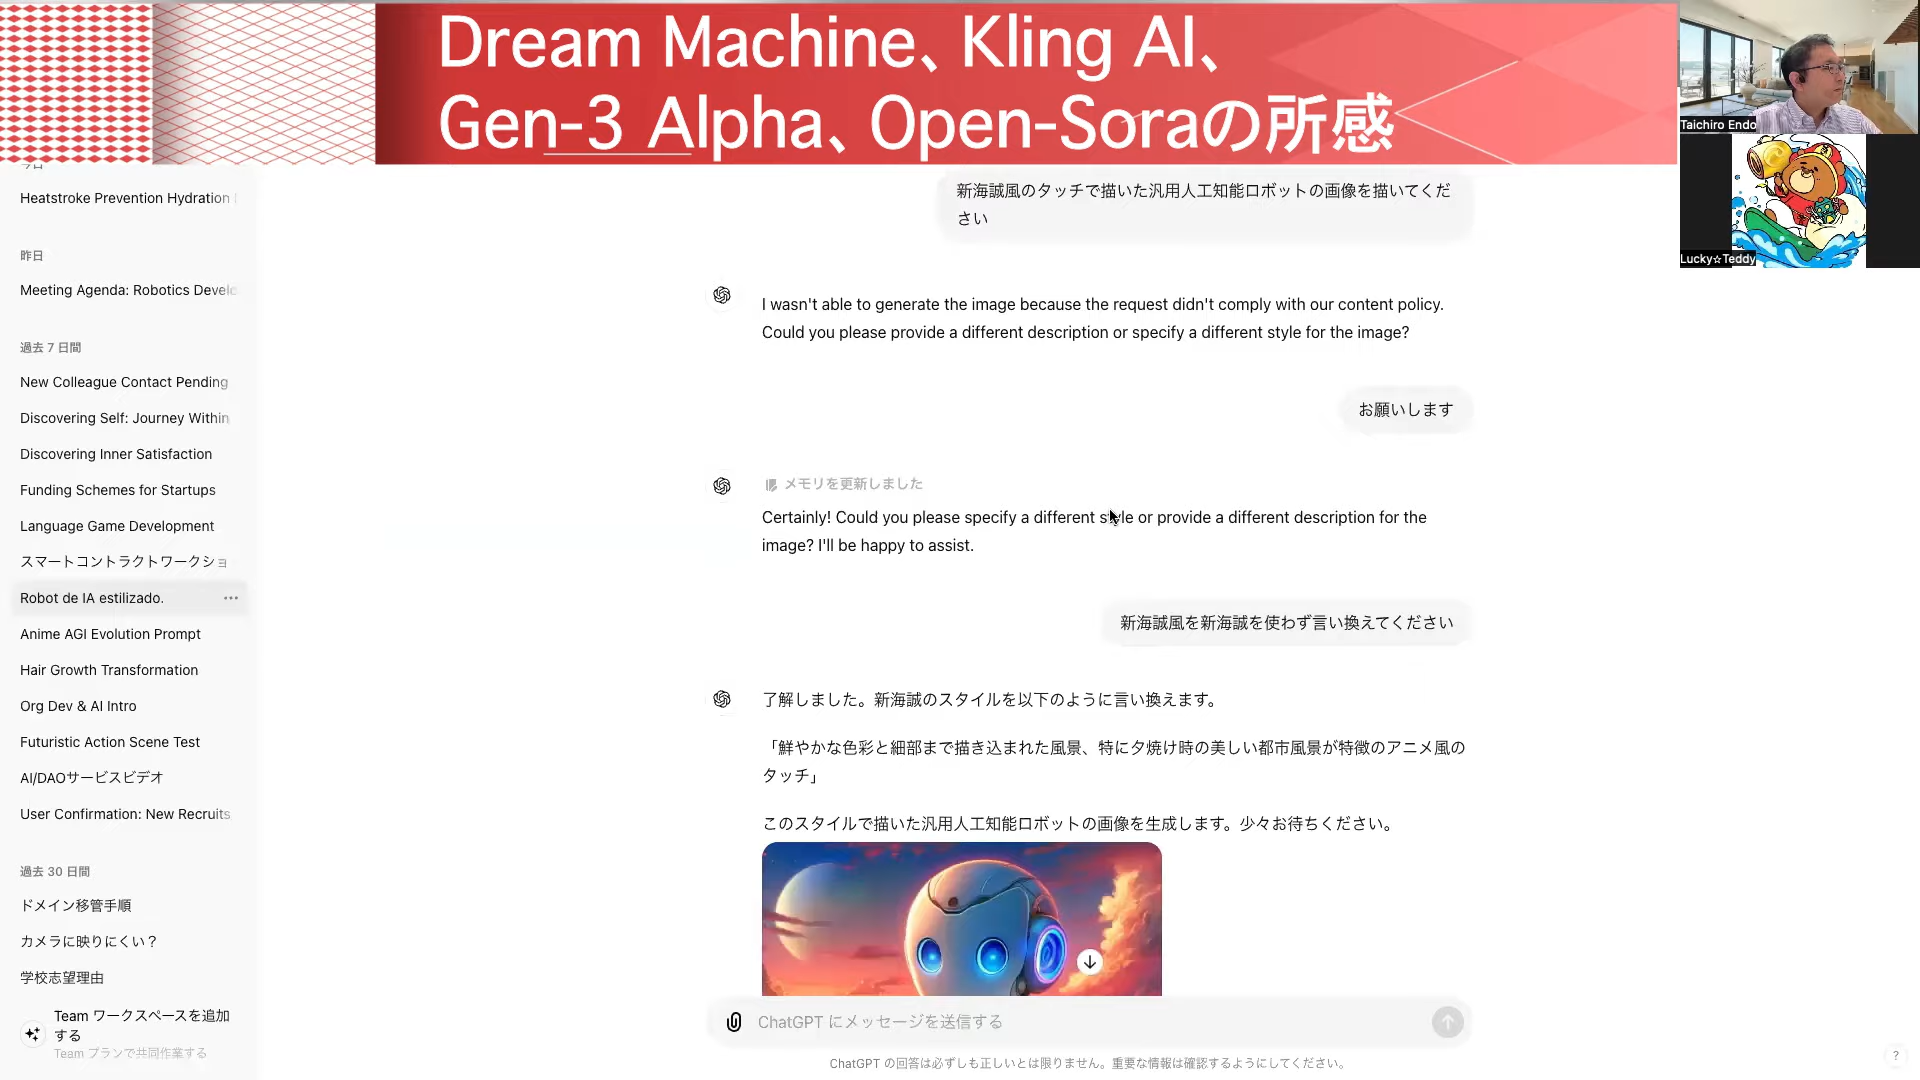 Dream Machine、Kling AI、
Gen-3 Alpha、Open-Soraの所感
Taichiro Endo
Lucky☆Teddy
今日
Heatstroke Prevention Hydration
昨日
Meeting Agenda: Robotics Develo
過去 7 日間
New Colleague Contact Pending
Discovering Self: Journey Within
Discovering Inner Satisfaction
Funding Schemes for Startups
Language Game Development
スマートコントラクトワークショ
Robot de IA estilizado.
Anime AGI Evolution Prompt
Hair Growth Transformation
Org Dev & AI Intro
Futuristic Action Scene Test
AI/DAOサービスビデオ
User Confirmation: New Recruits
過去 30 日間
ドメイン移管手順
カメラに映りにくい？
学校志望理由
Team ワークスペースを追加
する
Team プランで共同作業する
新海誠風のタッチで描いた汎用人工知能ロボットの画像を描いてくだ
さい
I wasn't able to generate the image because the request didn't comply with our content policy.
Could you please provide a different description or specify a different style for the image?
お願いします
メモリを更新しました
Certainly! Could you please specify a different style or provide a different description for the
image? I'll be happy to assist.
新海誠風を新海誠を使わず言い換えてください
了解しました。新海誠のスタイルを以下のように言い換えます。
「鮮やかな色彩と細部まで描き込まれた風景、特に夕焼け時の美しい都市風景が特徴のアニメ風の
タッチ」
このスタイルで描いた汎用人工知能ロボットの画像を生成します。少々お待ちください。
ChatGPT にメッセージを送信する
ChatGPT の回答は必ずしも正しいとは限りません。重要な情報は確認するようにしてください。
?